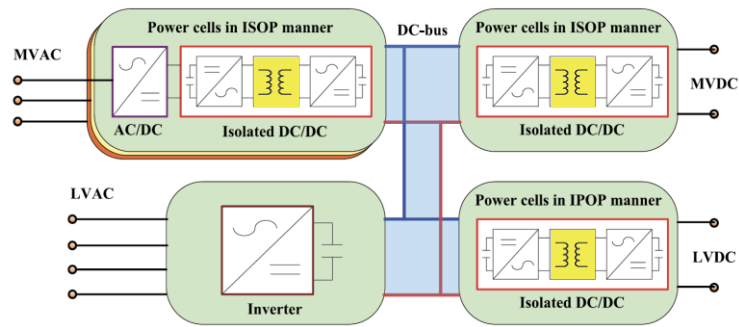 Power cells in ISOP manner
DC-bus
Power cells in ISOP manner
MVAC
MVDC
AC/DC
Isolated DC/DC
Isolated DC/DC
LVAC
Power cells in IPOP manner
LVDC
Inverter
Isolated DC/DC